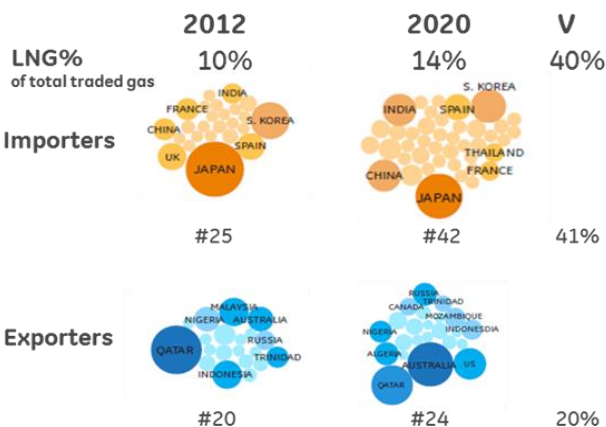 2012 2020 V
LNG% 10% 14% 40%
of total traded gas
Importers
INDIA
FRANCE
S. KOREA
CHINA
SPAIN
UK
JAPAN
S. KOREA
INDIA
SPAIN
THAILAND
FRANCE
CHINA
JAPAN
#25 #42 41%
Exporters
MALAYSIA
NIGERIA AUSTRALIA
RUSSIA
QATAR
TRINIDAD
INDONESIA
RUSSIA
TRINIDAD
CANADA
MOZAMBIQUE
NIGERIA
INDONESDIA
ALGERIA
AUSTRALIA
US
QATAR
#20 #24 20%